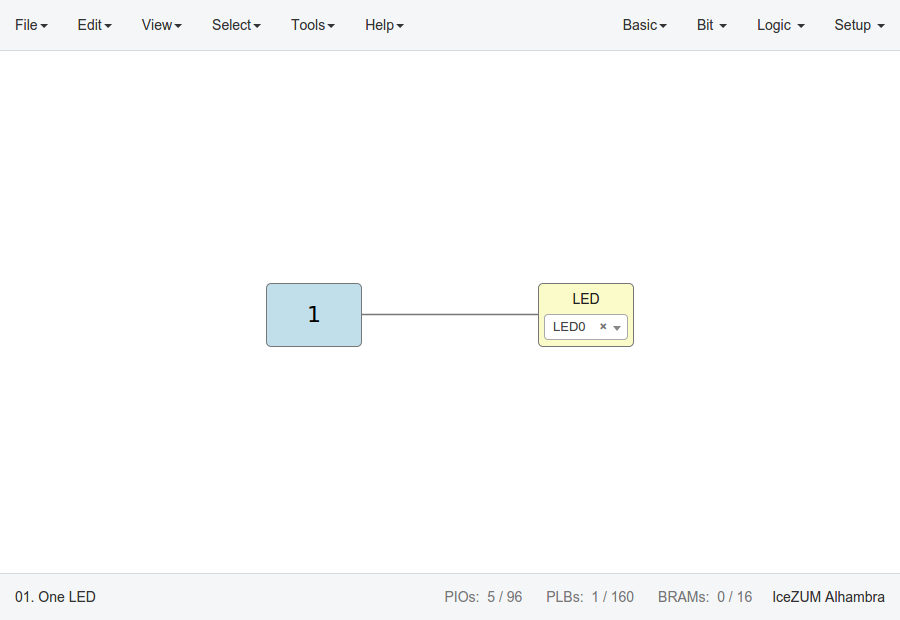 File Edit View Select Tools Help Basic Bit Logic Setup
1
LED
LED0 ×
01. One LED PIOs: 5 / 96 PLBs: 1 / 160 BRAMs: 0 / 16 IceZUM Alhambra